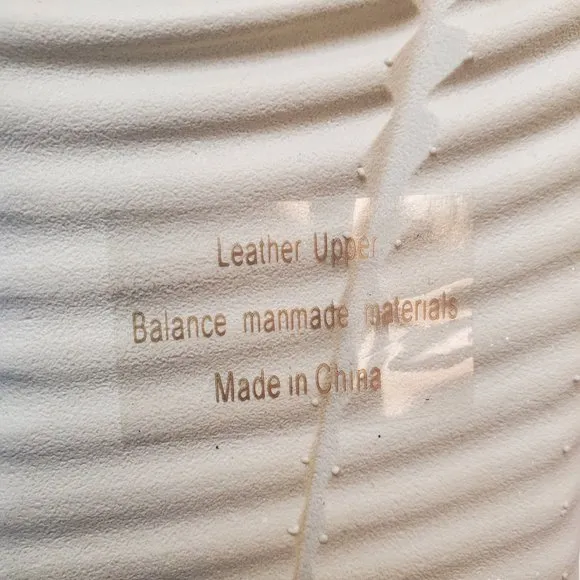 Leather Upper
Balance manmade materials
Made in China